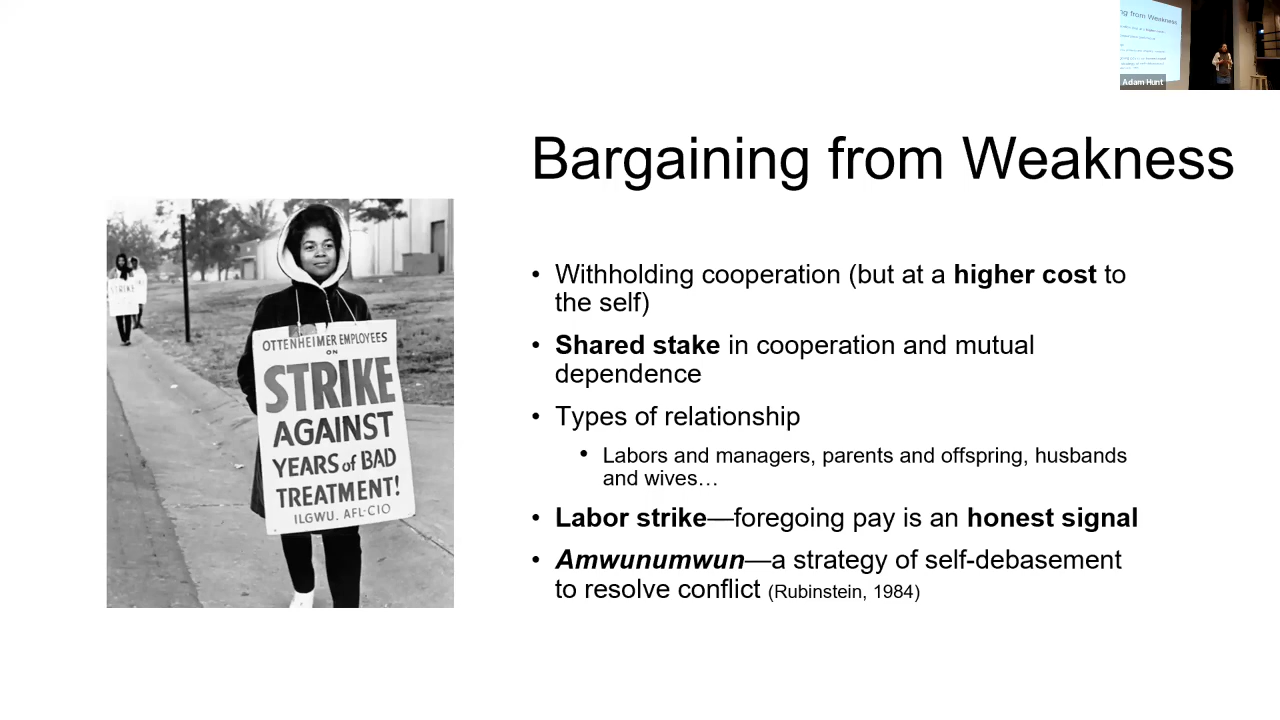 ng from Weakness
Adam Hunt
Bargaining from Weakness
• Withholding cooperation (but at a higher cost to
the self)
• Shared stake in cooperation and mutual
dependence
• Types of relationship
• Labors and managers, parents and offspring, husbands
and wives…
• Labor strike—foregoing pay is an honest signal
• Amwunumwun—a strategy of self-debasement
to resolve conflict (Rubinstein, 1984)
STRIKE
OTTENHEIMER EMPLOYEES
ON
STRIKE
AGAINST
YEARS of BAD
TREATMENT!
ILGWU. AFL-CIO